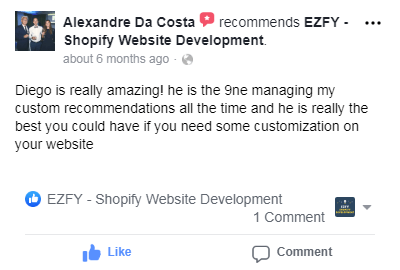 Alexandre Da Costa recommends EZFY -
Shopify Website Development.
about 6 months ago ·
Diego is really amazing! he is the 9ne managing my
custom recommendations all the time and he is really the
best you could have if you need some customization on
your website
EZFY - Shopify Website Development
1 Comment
Like Comment